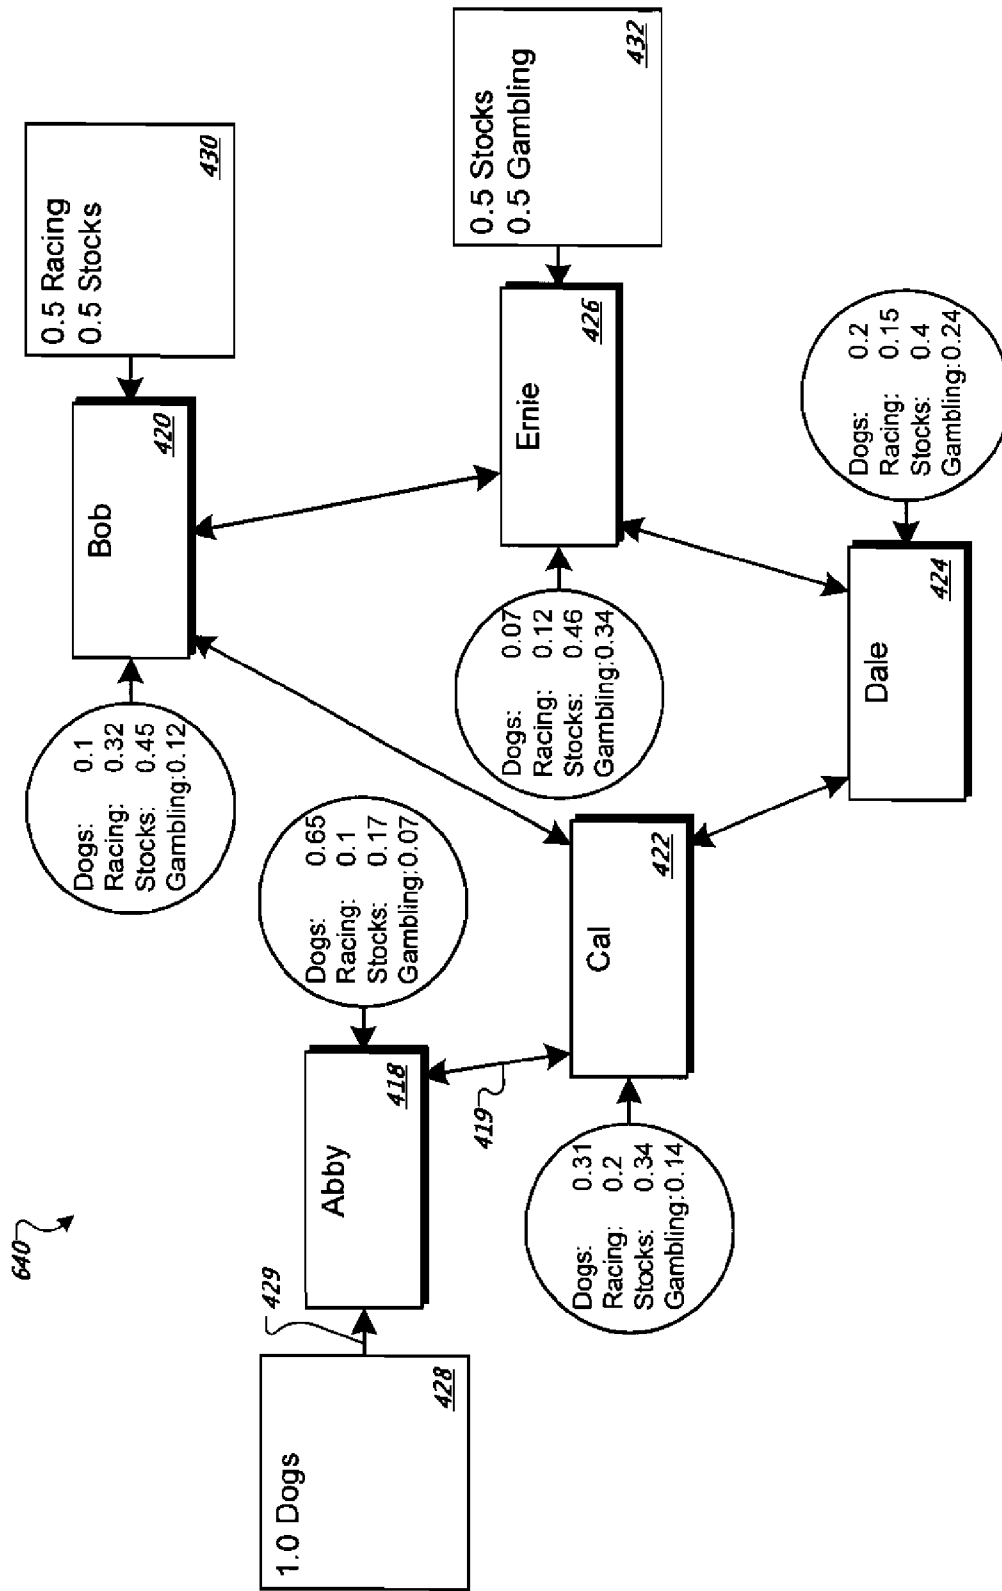 640
1.0 Dogs
428
429
Abby
418
Dogs: 0.65
Racing: 0.1
Stocks: 0.17
Gambling:0.07
419
Dogs: 0.1
Racing: 0.32
Stocks: 0.45
Gambling:0.12
Bob
420
0.5 Racing
0.5 Stocks
430
Dogs: 0.31
Racing: 0.2
Stocks: 0.34
Gambling:0.14
Cal
422
Dogs: 0.07
Racing: 0.12
Stocks: 0.46
Gambling:0.34
Ernie
426
0.5 Stocks
0.5 Gambling
432
Dale
424
Dogs: 0.2
Racing: 0.15
Stocks: 0.4
Gambling:0.24